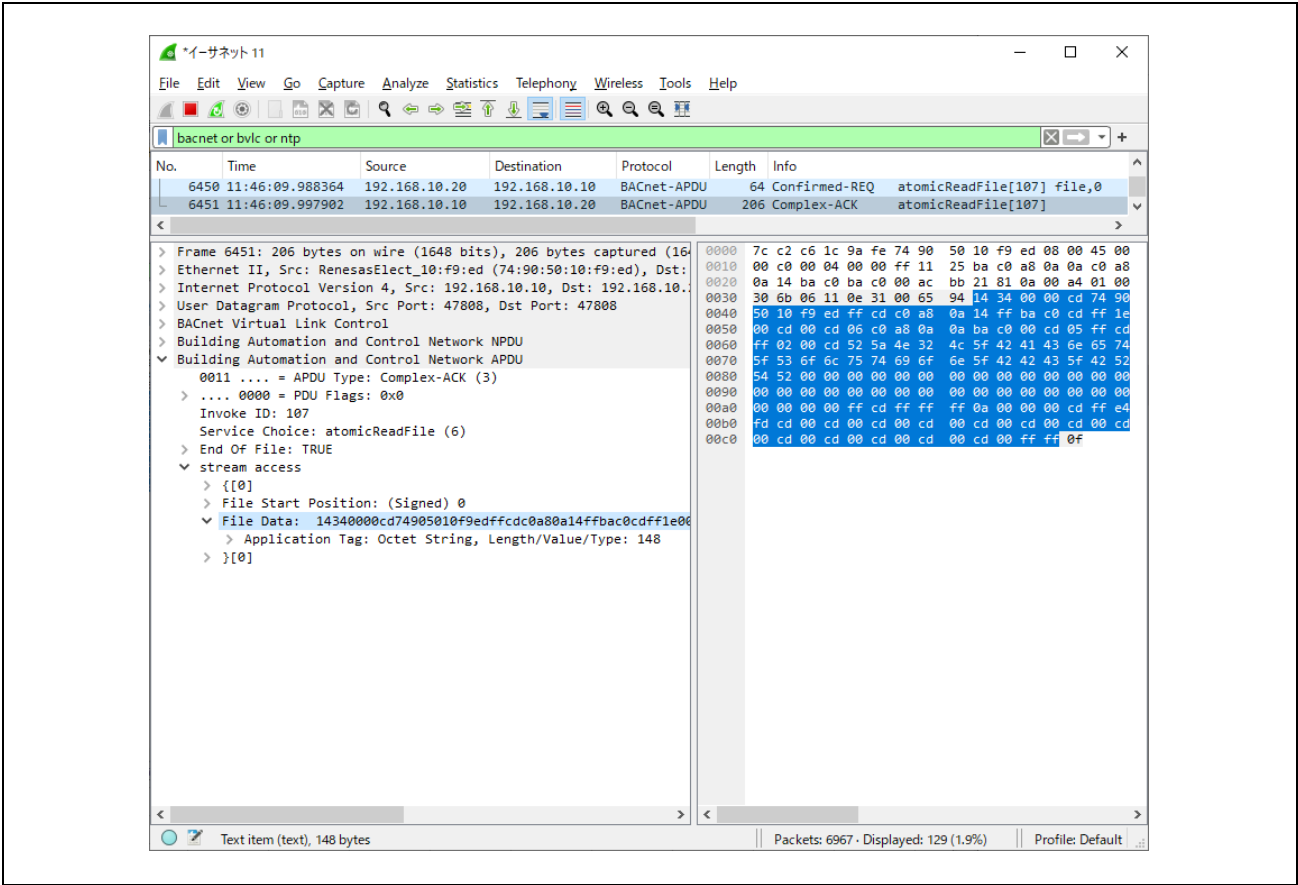 *イーサネット 11
File Edit View Go Capture Analyze Statistics Telephony Wireless Tools Help
bacnet or bvlc or ntp
No. Time Source Destination Protocol Length Info
6450 11:46:09.988364 192.168.10.20 192.168.10.10 BACnet-APDU 64 Confirmed-REQ atomicReadFile[107] file,0
6451 11:46:09.997902 192.168.10.10 192.168.10.20 BACnet-APDU 206 Complex-ACK atomicReadFile[107]
> Frame 6451: 206 bytes on wire (1648 bits), 206 bytes captured (164
> Ethernet II, Src: RenesasElect_10:f9:ed (74:90:50:10:f9:ed), Dst:
> Internet Protocol Version 4, Src: 192.168.10.10, Dst: 192.168.10.
> User Datagram Protocol, Src Port: 47808, Dst Port: 47808
> BACnet Virtual Link Control
> Building Automation and Control Network NPDU
Building Automation and Control Network APDU
0011 .... = APDU Type: Complex-ACK (3)
> .... 0000 = PDU Flags: 0x0
Invoke ID: 107
Service Choice: atomicReadFile (6)
> End Of File: TRUE
stream access
> {[0]
> File Start Position: (Signed) 0
File Data: 14340000cd74905010f9edffcdc0a80a14ffbac0cdff1e00
> Application Tag: Octet String, Length/Value/Type: 148
> }[0]
0000 7c c2 c6 1c 9a fe 74 90 50 10 f9 ed 08 00 45 00
0010 00 c0 00 04 00 00 ff 11 25 ba c0 a8 0a 0a c0 a8
0020 0a 14 ba c0 ba c0 00 ac bb 21 81 0a 00 a4 01 00
0030 30 6b 06 11 0e 31 00 65 94 14 34 00 00 cd 74 90
0040 50 10 f9 ed ff cd c0 a8 0a 14 ff ba c0 cd ff 1e
0050 00 cd 00 cd 06 c0 a8 0a 0a ba c0 00 cd 05 ff cd
0060 ff 02 00 cd 52 5a 4e 32 4c 5f 42 41 43 6e 65 74
0070 5f 53 6f 6c 75 74 69 6f 6e 5f 42 42 43 5f 42 52
0080 54 52 00 00 00 00 00 00 00 00 00 00 00 00 00 00
0090 00 00 00 00 00 00 00 00 00 00 00 00 00 00 00 00
00a0 00 00 00 00 ff cd ff ff ff 0a 00 00 00 cd ff e4
00b0 fd cd 00 cd 00 cd 00 cd 00 cd 00 cd 00 cd 00 cd
00c0 00 cd 00 cd 00 cd 00 cd 00 cd 00 ff ff 0f
Text item (text), 148 bytes
Packets: 6967 · Displayed: 129 (1.9%)
Profile: Default